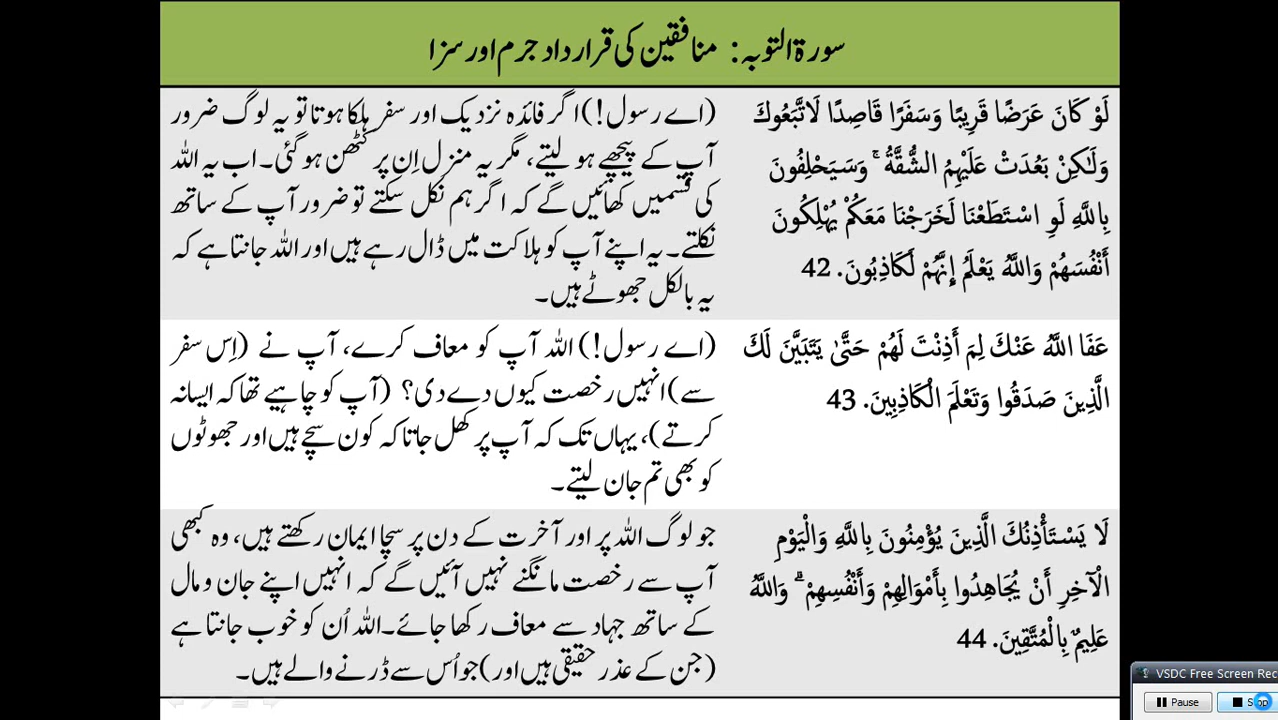 سورۃ التوبہ: منافقین کی قرارداد جرم اور سزا
لَوْ كَانَ عَرَضًا قَرِيبًا وَسَفَرًا قَاصِدًا لَاتَّبَعُوكَ
وَلَٰكِنْ بَعُدَتْ عَلَيْهِمُ الشُّقَّةُ ۚ وَسَيَحْلِفُونَ
بِاللَّهِ لَوِ اسْتَطَعْنَا لَخَرَجْنَا مَعَكُمْ يُهْلِكُونَ
أَنْفُسَهُمْ وَاللَّهُ يَعْلَمُ إِنَّهُمْ لَكَاذِبُونَ. 42
(اے رسول!) اگر فائدہ نزدیک اور سفر ہلکا ہوتا تو یہ لوگ ضرور
آپ کے پیچھے ہو لیتے، مگر یہ منزل اِن پر کٹھن ہو گئی۔ اب یہ اللہ
کی قسمیں کھائیں گے کہ اگر ہم نکل سکتے تو ضرور آپ کے ساتھ
نکلتے۔ یہ اپنے آپ کو ہلاکت میں ڈال رہے ہیں اور اللہ جانتا ہے کہ
یہ بالکل جھوٹے ہیں۔
عَفَا اللَّهُ عَنْكَ لِمَ أَذِنْتَ لَهُمْ حَتَّىٰ يَتَبَيَّنَ لَكَ
الَّذِينَ صَدَقُوا وَتَعْلَمَ الْكَاذِبِينَ. 43
(اے رسول!) اللہ آپ کو معاف کرے، آپ نے (اِس سفر
سے) انہیں رخصت کیوں دے دی؟ (آپ کو چاہیے تھا کہ ایسا نہ
کرتے)، یہاں تک کہ آپ پر کھل جاتا کہ کون سچے ہیں اور جھوٹوں
کو بھی تم جان لیتے۔
لَا يَسْتَأْذِنُكَ الَّذِينَ يُؤْمِنُونَ بِاللَّهِ وَالْيَوْمِ
الْآخِرِ أَنْ يُجَاهِدُوا بِأَمْوَالِهِمْ وَأَنْفُسِهِمْ ۗ وَاللَّهُ
عَلِيمٌ بِالْمُتَّقِينَ. 44
جو لوگ اللہ پر اور آخرت کے دن پر سچا ایمان رکھتے ہیں، وہ کبھی
آپ سے رخصت مانگنے نہیں آئیں گے کہ انہیں اپنے جان و مال
کے ساتھ جہاد سے معاف رکھا جائے۔ اللہ اُن کو خوب جانتا ہے
(جن کے عذر حقیقی ہیں اور) جو اُس سے ڈرنے والے ہیں۔
VSDC Free Screen Rec
Pause
Stop